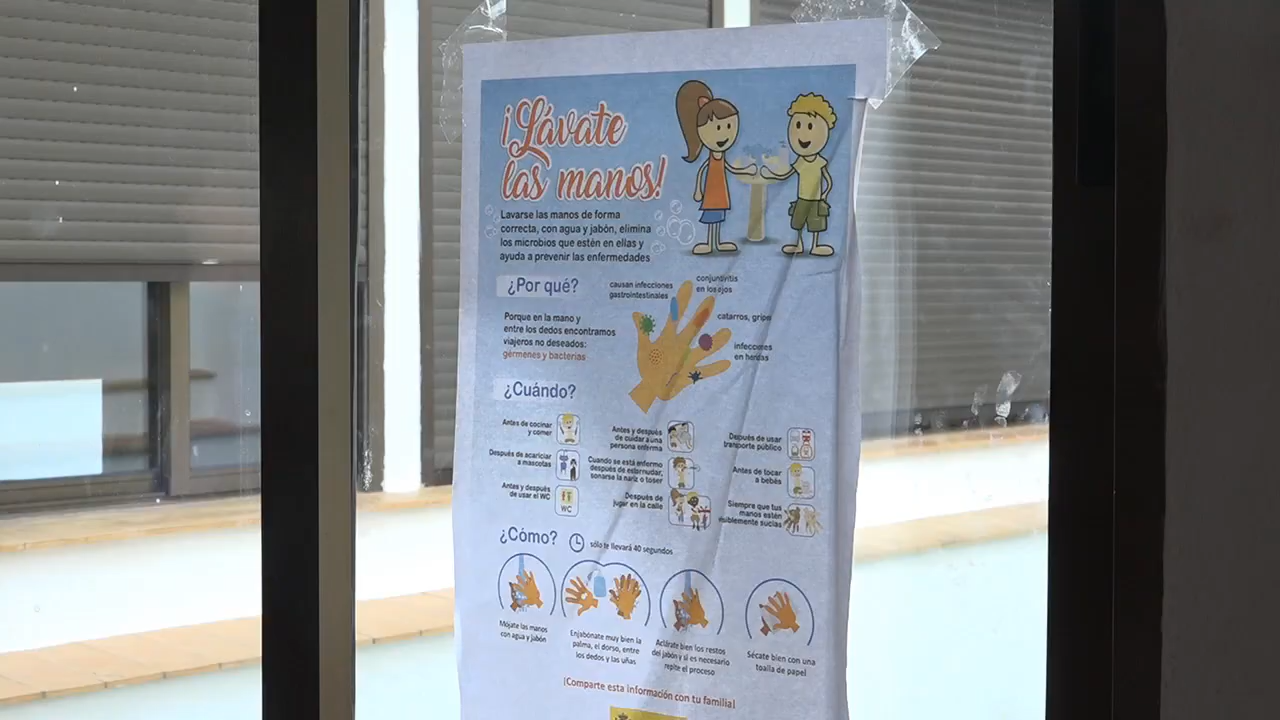 ¡Lávate
las manos!
Lavarse las manos de forma
correcta, con agua y jabón, elimina
los microbios que estén en ellas y
ayuda a prevenir las enfermedades
¿Por qué?
Porque en la mano y
entre los dedos encontramos
viajeros no deseados:
gérmenes y bacterias
causan infecciones
gastrointestinales
conjuntivitis
en los ojos
catarros, gripe
infecciones
en heridas
¿Cuándo?
Antes de cocinar
y comer
Después de acariciar
a mascotas
Antes y después
de usar el WC
WC
Antes y después
de cuidar a una
persona enferma
Cuando se está enfermo
después de estornudar,
sonarse la nariz o toser
Después de
jugar en la calle
Después de usar
transporte público
Antes de tocar
a bebés
Siempre que tus
manos estén
visiblemente sucias
¿Cómo?
sólo te llevará 40 segundos
Mójate las manos
con agua y jabón
Enjabónate muy bien la
palma, el dorso, entre
los dedos y las uñas
Aclárate bien los restos
del jabón y si es necesario
repite el proceso
Sécate bien con una
toalla de papel
¡Comparte esta información con tu familia!